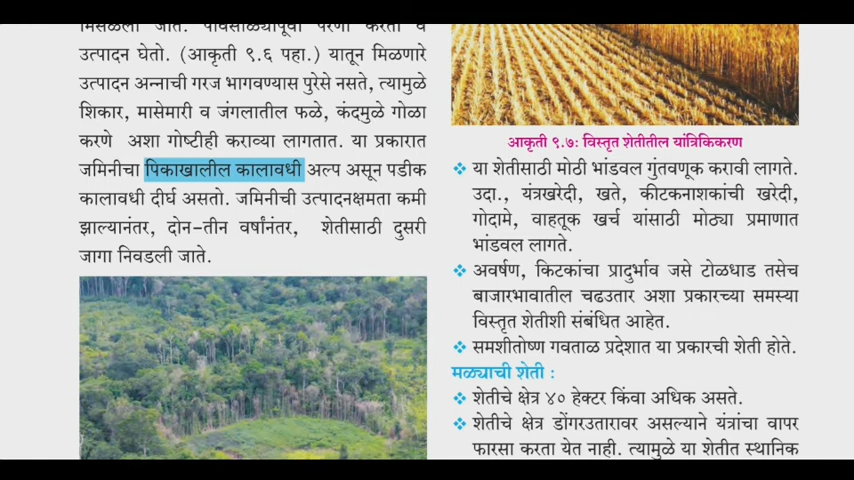 मिसळली जाते. पावसाळ्यापूर्वी पेरणी करतो व
उत्पादन घेतो. (आकृती ९.६ पहा.) यातून मिळणारे
उत्पादन अन्नाची गरज भागवण्यास पुरेसे नसते, त्यामुळे
शिकार, मासेमारी व जंगलातील फळे, कंदमुळे गोळा
करणे अशा गोष्टीही कराव्या लागतात. या प्रकारात
जमिनीचा पिकाखालील कालावधी अल्प असून पडीक
कालावधी दीर्घ असतो. जमिनीची उत्पादनक्षमता कमी
झाल्यानंतर, दोन-तीन वर्षांनंतर, शेतीसाठी दुसरी
जागा निवडली जाते.
आकृती ९.७: विस्तृत शेतीतील यांत्रिकिकरण
❖ या शेतीसाठी मोठी भांडवल गुंतवणूक करावी लागते.
उदा., यंत्रखरेदी, खते, कीटकनाशकांची खरेदी,
गोदामे, वाहतूक खर्च यांसाठी मोठ्या प्रमाणात
भांडवल लागते.
❖ अवर्षण, किटकांचा प्रादुर्भाव जसे टोळधाड तसेच
बाजारभावातील चढउतार अशा प्रकारच्या समस्या
विस्तृत शेतीशी संबंधित आहेत.
❖ समशीतोष्ण गवताळ प्रदेशात या प्रकारची शेती होते.
मळ्याची शेती :
❖ शेतीचे क्षेत्र ४० हेक्टर किंवा अधिक असते.
❖ शेतीचे क्षेत्र डोंगरउतारावर असल्याने यंत्रांचा वापर
फारसा करता येत नाही. त्यामुळे या शेतीत स्थानिक